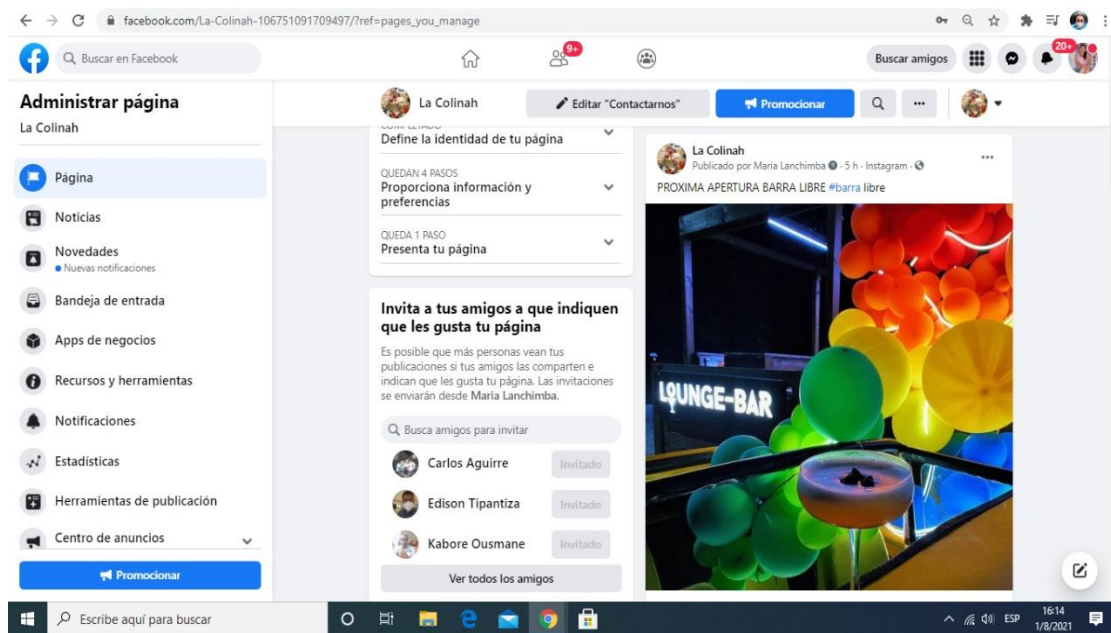 facebook.com/La-Colinah-106751091709497/?ref=pages_you_manage
Buscar en Facebook
9+
Buscar amigos
20+
Administrar página
La Colinah
Página
Noticias
Novedades
Nuevas notificaciones
Bandeja de entrada
Apps de negocios
Recursos y herramientas
Notificaciones
Estadísticas
Herramientas de publicación
Centro de anuncios
Promocionar
La Colinah
Editar "Contactarnos"
Promocionar
COMPLETADO
Define la identidad de tu página
QUEDAN 4 PASOS
Proporciona información y
preferencias
QUEDA 1 PASO
Presenta tu página
Invita a tus amigos a que indiquen
que les gusta tu página
Es posible que más personas vean tus
publicaciones si tus amigos las comparten e
indican que les gusta tu página. Las invitaciones
se enviarán desde Maria Lanchimba.
Busca amigos para invitar
Carlos Aguirre Invitado
Edison Tipantiza Invitado
Kabore Ousmane Invitado
Ver todos los amigos
La Colinah
Publicado por Maria Lanchimba · 5 h · Instagram ·
PROXIMA APERTURA BARRA LIBRE #barra libre
LOUNGE-BAR
Escribe aquí para buscar
ESP
16:14
1/8/2021